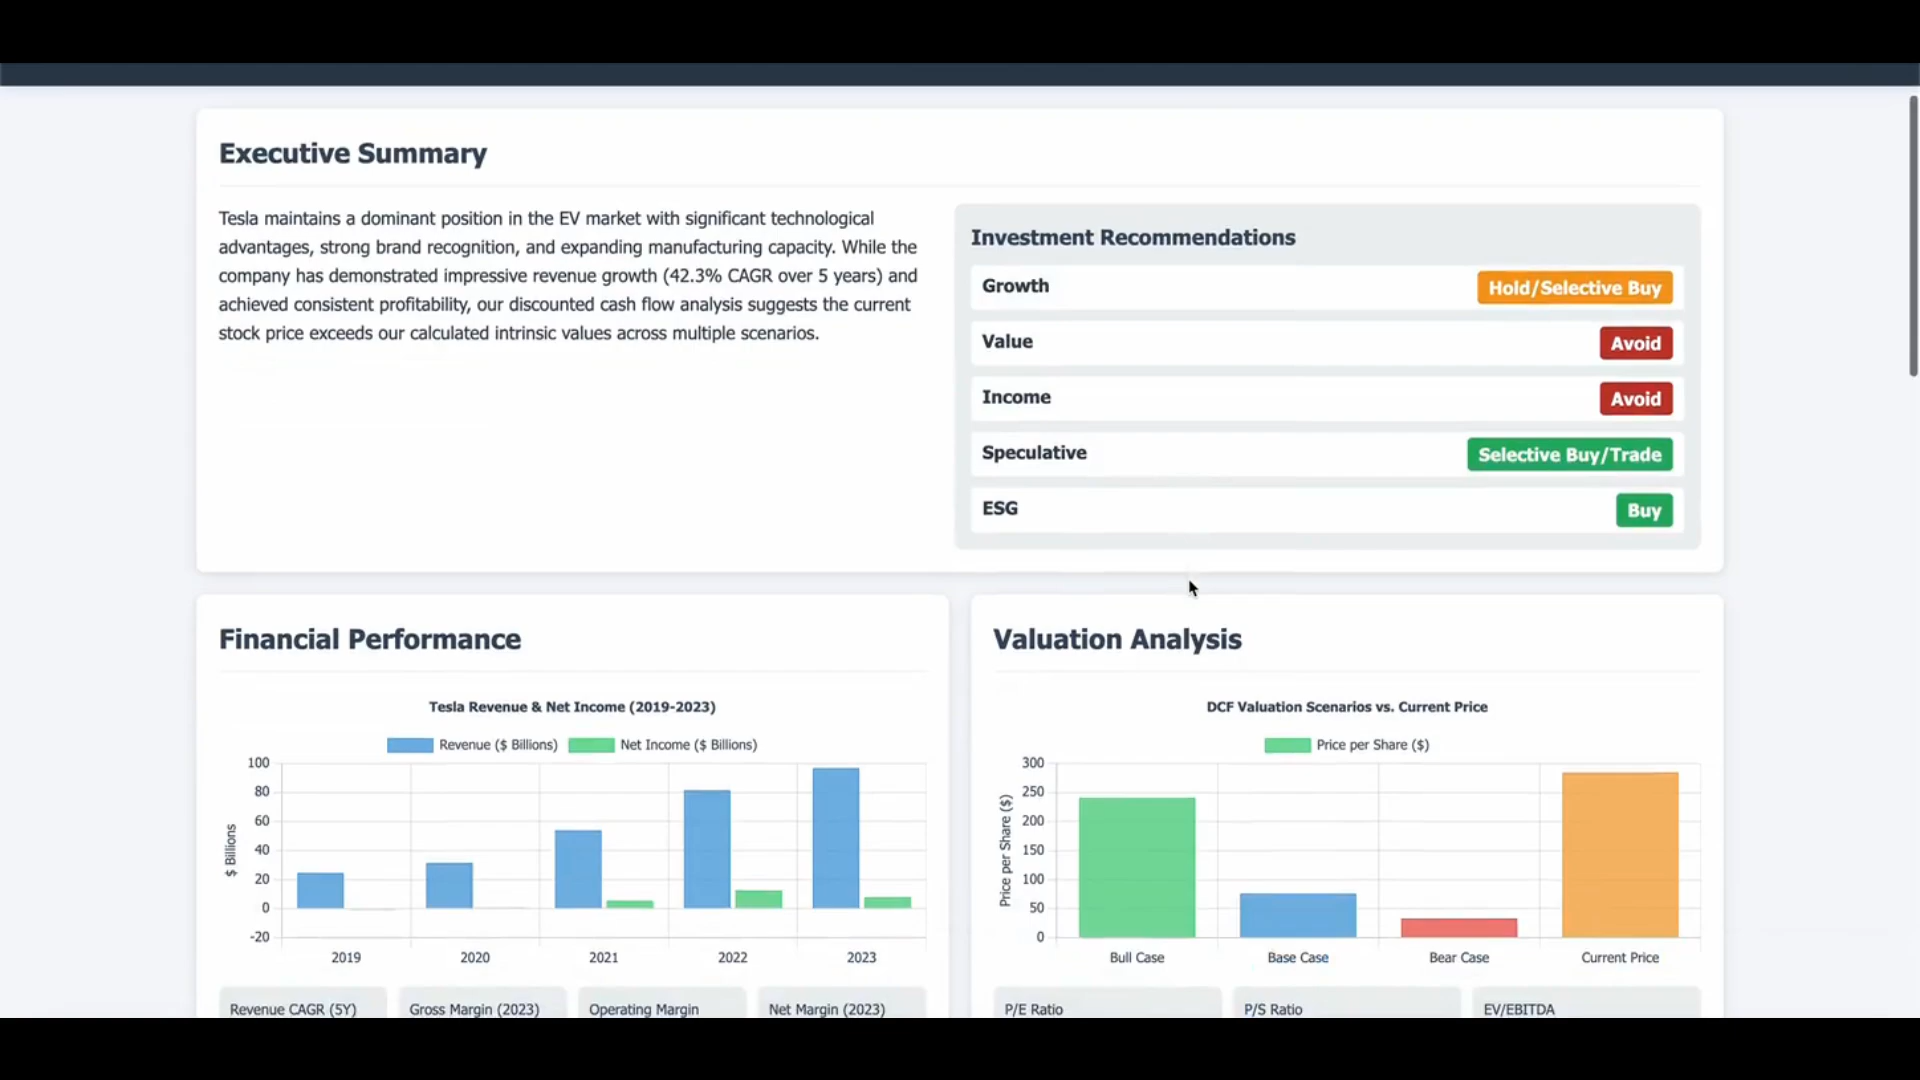 Executive Summary
Tesla maintains a dominant position in the EV market with significant technological
advantages, strong brand recognition, and expanding manufacturing capacity. While the
company has demonstrated impressive revenue growth (42.3% CAGR over 5 years) and
achieved consistent profitability, our discounted cash flow analysis suggests the current
stock price exceeds our calculated intrinsic values across multiple scenarios.
Investment Recommendations
Growth Hold/Selective Buy
Value Avoid
Income Avoid
Speculative Selective Buy/Trade
ESG Buy
Financial Performance
Tesla Revenue & Net Income (2019-2023)
Revenue ($ Billions) Net Income ($ Billions)
$ Billions
100
80
60
40
20
0
-20
2019 2020 2021 2022 2023
Revenue CAGR (5Y) Gross Margin (2023) Operating Margin Net Margin (2023)
Valuation Analysis
DCF Valuation Scenarios vs. Current Price
Price per Share ($)
Price per Share ($)
300
250
200
150
100
50
0
Bull Case Base Case Bear Case Current Price
P/E Ratio P/S Ratio EV/EBITDA